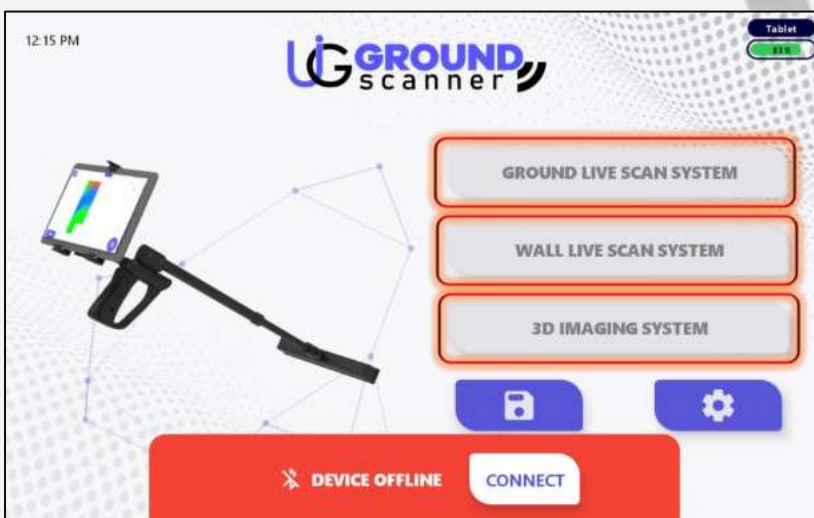 12:15 PM
Tablet
83%
UIG GROUND
scanner
GROUND LIVE SCAN SYSTEM
WALL LIVE SCAN SYSTEM
3D IMAGING SYSTEM
DEVICE OFFLINE
CONNECT